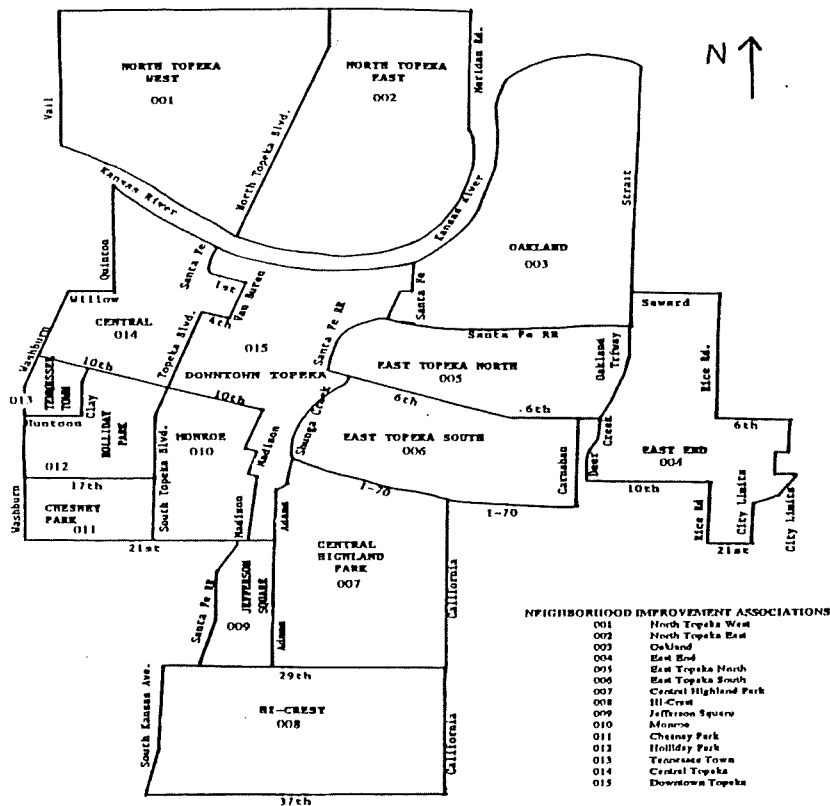 NORTH TOPEKA
WEST
001
NORTH TOPEKA
EAST
002
Meridan Rd.
N
Vail
North Topeka Blvd.
Kansas River
Kansas River
Strait
OAKLAND
003
Quinton
Santa Fe
1st
Van Buren
4th
Santa Fe
Seward
Willow
CENTRAL
014
Topeka Blvd.
015
Santa Fe RR
Santa Fe RR
EAST TOPEKA NORTH
005
Oakland
Trfway
Rice Rd.
Washburn
10th
DOWNTOWN TOPEKA
10th
6th
6th
6th
013
TENNESSEE
TOWN
Clay
Huntoon
HOLLIDAY
PARK
012
MONROE
010
Madison
Shunga Creek
EAST TOPEKA SOUTH
006
Carnahan
Deer
Creek
EAST END
004
10th
I-70
I-70
17th
South Topeka Blvd.
Washburn
CHESNEY
PARK
011
21st
Madison
Adams
Rice Rd
City Limits
City Limits
21st
CENTRAL
HIGHLAND
PARK
007
California
Santa Fe RR
JEFFERSON
SQUARE
009
Adams
29th
South Kansas Ave.
HI-CREST
008
California
37th
NEIGHBORHOOD IMPROVEMENT ASSOCIATIONS
001 North Topeka West
002 North Topeka East
003 Oakland
004 East End
005 East Topeka North
006 East Topeka South
007 Central Highland Park
008 Hi-Crest
009 Jefferson Square
010 Monroe
011 Chesney Park
012 Holliday Park
013 Tennessee Town
014 Central Topeka
015 Downtown Topeka